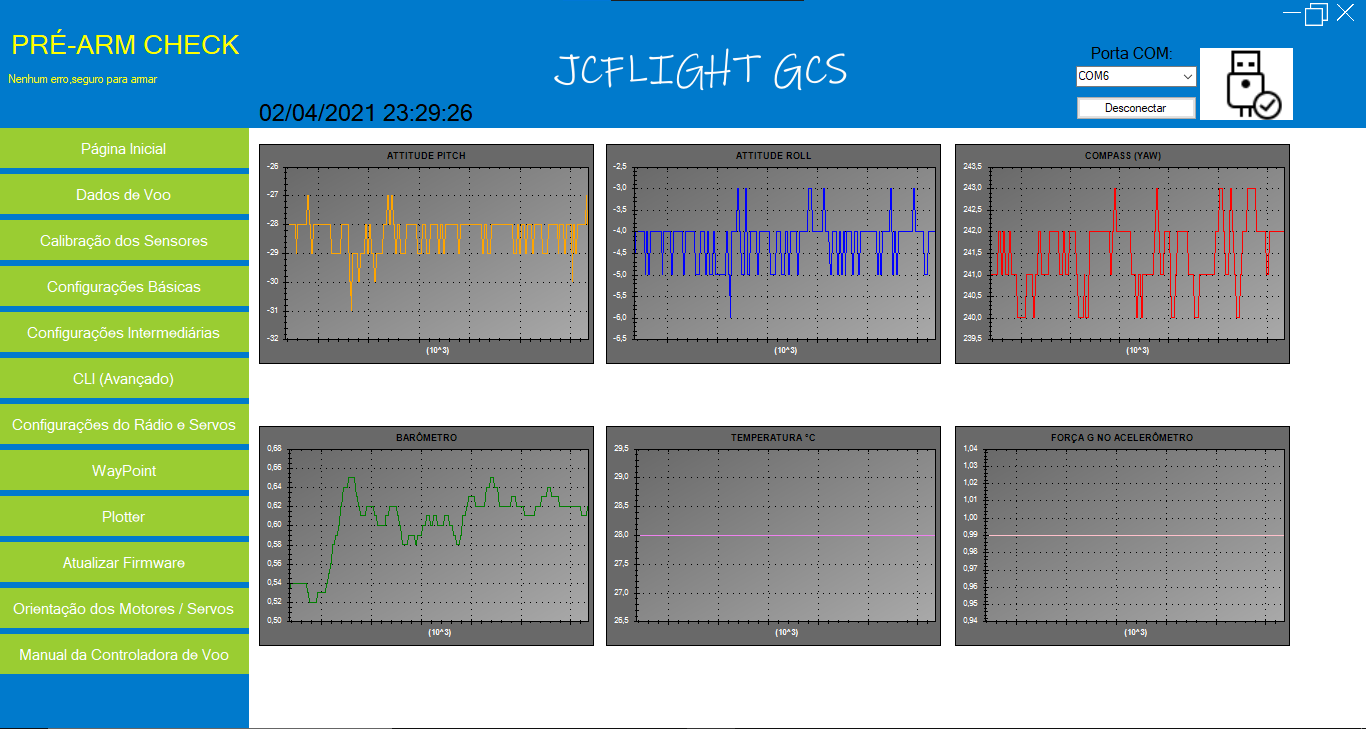 PRÉ-ARM CHECK
Nenhum erro,seguro para armar
JCFLIGHT GCS
02/04/2021 23:29:26
Porta COM:
COM6
Desconectar
Página Inicial
Dados de Voo
Calibração dos Sensores
Configurações Básicas
Configurações Intermediárias
CLI (Avançado)
Configurações do Rádio e Servos
WayPoint
Plotter
Atualizar Firmware
Orientação dos Motores / Servos
Manual da Controladora de Voo
ATTITUDE PITCH
-26
-27
-28
-29
-30
-31
-32
(10^3)
ATTITUDE ROLL
-2,5
-3,0
-3,5
-4,0
-4,5
-5,0
-5,5
-6,0
-6,5
(10^3)
COMPASS (YAW)
243,5
243,0
242,5
242,0
241,5
241,0
240,5
240,0
239,5
(10^3)
BARÔMETRO
0,68
0,66
0,64
0,62
0,60
0,58
0,56
0,54
0,52
0,50
(10^3)
TEMPERATURA °C
29,5
29,0
28,5
28,0
27,5
27,0
26,5
(10^3)
FORÇA G NO ACELERÔMETRO
1,04
1,03
1,02
1,01
1,00
0,99
0,98
0,97
0,96
0,95
0,94
(10^3)